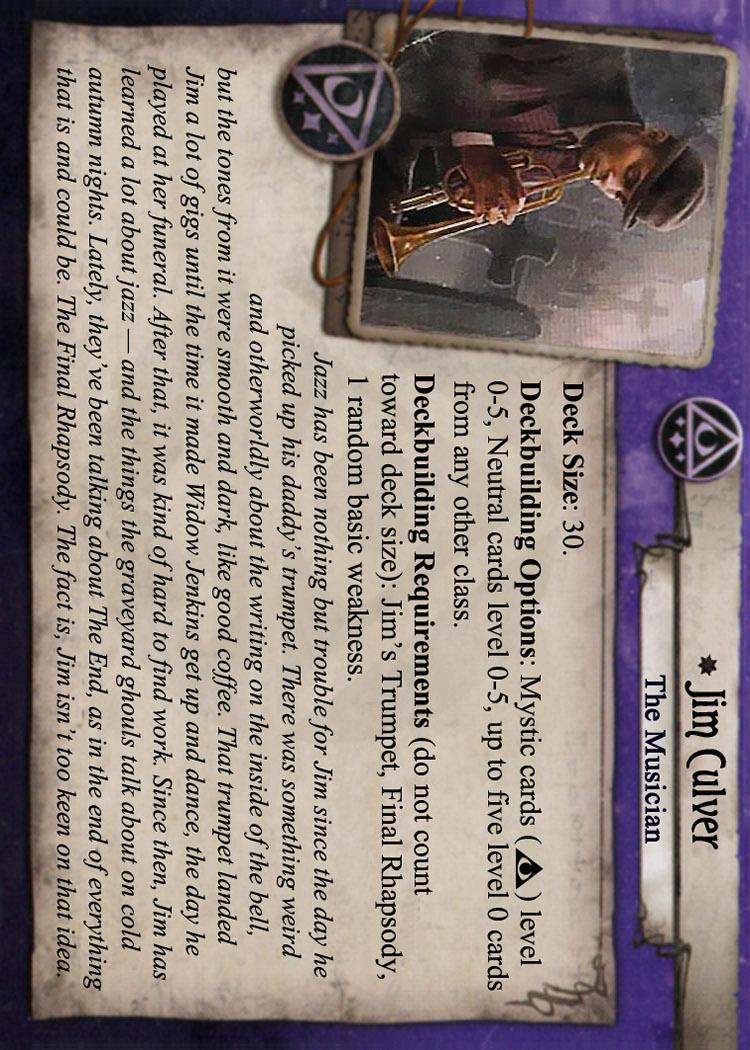 Jim Culver
The Musician
Deck Size: 30.
Deckbuilding Options: Mystic cards ( ) level
0-5, Neutral cards level 0-5, up to five level 0 cards
from any other class.
Deckbuilding Requirements (do not count
toward deck size): Jim's Trumpet, Final Rhapsody,
1 random basic weakness.
Jazz has been nothing but trouble for Jim since the day he
picked up his daddy's trumpet. There was something weird
and otherworldly about the writing on the inside of the bell,
but the tones from it were smooth and dark, like good coffee. That trumpet landed
Jim a lot of gigs until the time it made Widow Jenkins get up and dance, the day he
played at her funeral. After that, it was kind of hard to find work. Since then, Jim has
learned a lot about jazz — and the things the graveyard ghouls talk about on cold
autumn nights. Lately, they've been talking about The End, as in the end of everything
that is and could be. The Final Rhapsody. The fact is, Jim isn't too keen on that idea.